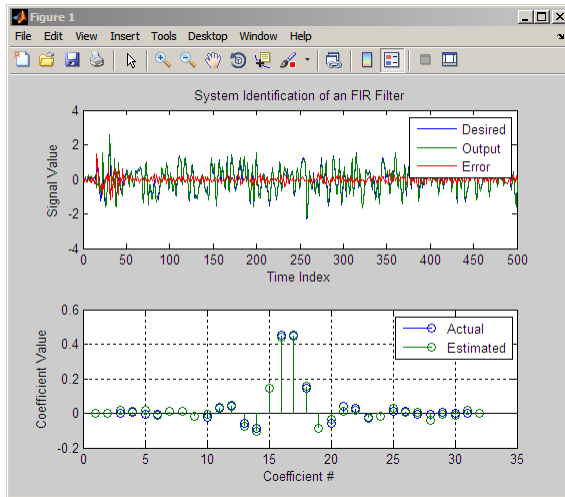 Figure 1
File Edit View Insert Tools Desktop Window Help
System Identification of an FIR Filter
4
2
0
-2
-4
Signal Value
Desired
Output
Error
0 50 100 150 200 250 300 350 400 450 500
Time Index
0.6
0.4
0.2
0
-0.2
Coefficient Value
Actual
Estimated
0 5 10 15 20 25 30 35
Coefficient #